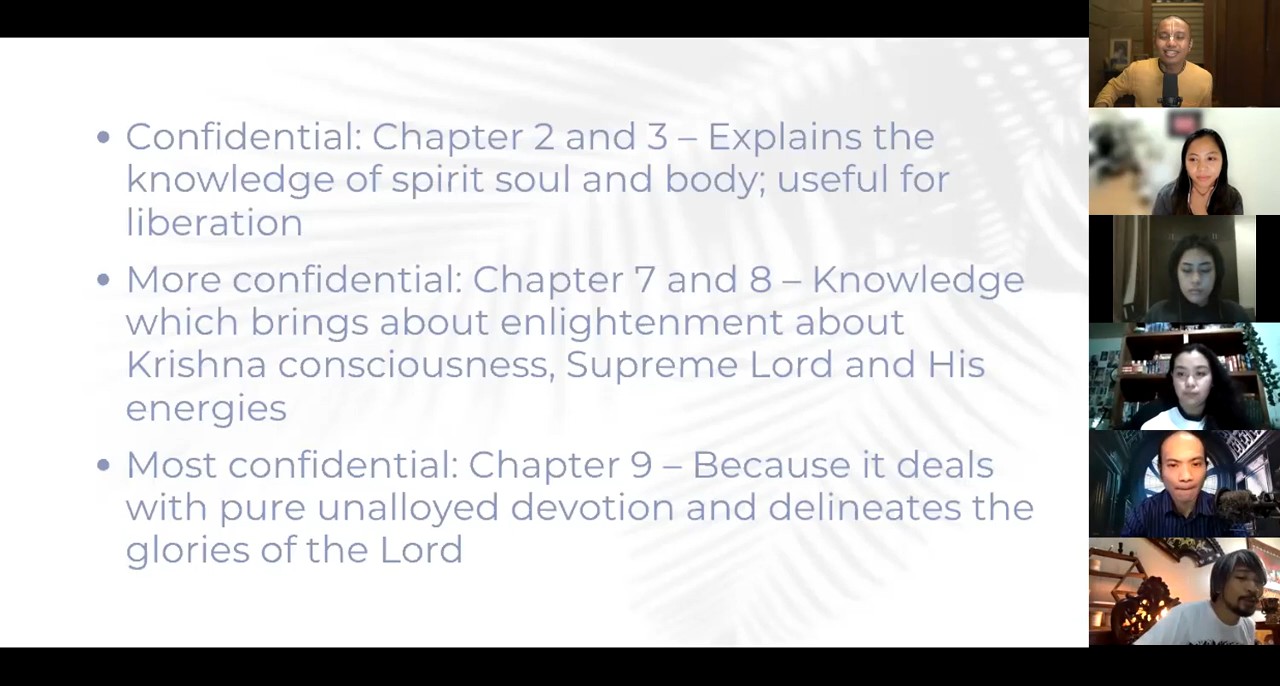 • Confidential: Chapter 2 and 3 – Explains the
knowledge of spirit soul and body; useful for
liberation
• More confidential: Chapter 7 and 8 – Knowledge
which brings about enlightenment about
Krishna consciousness, Supreme Lord and His
energies
• Most confidential: Chapter 9 – Because it deals
with pure unalloyed devotion and delineates the
glories of the Lord